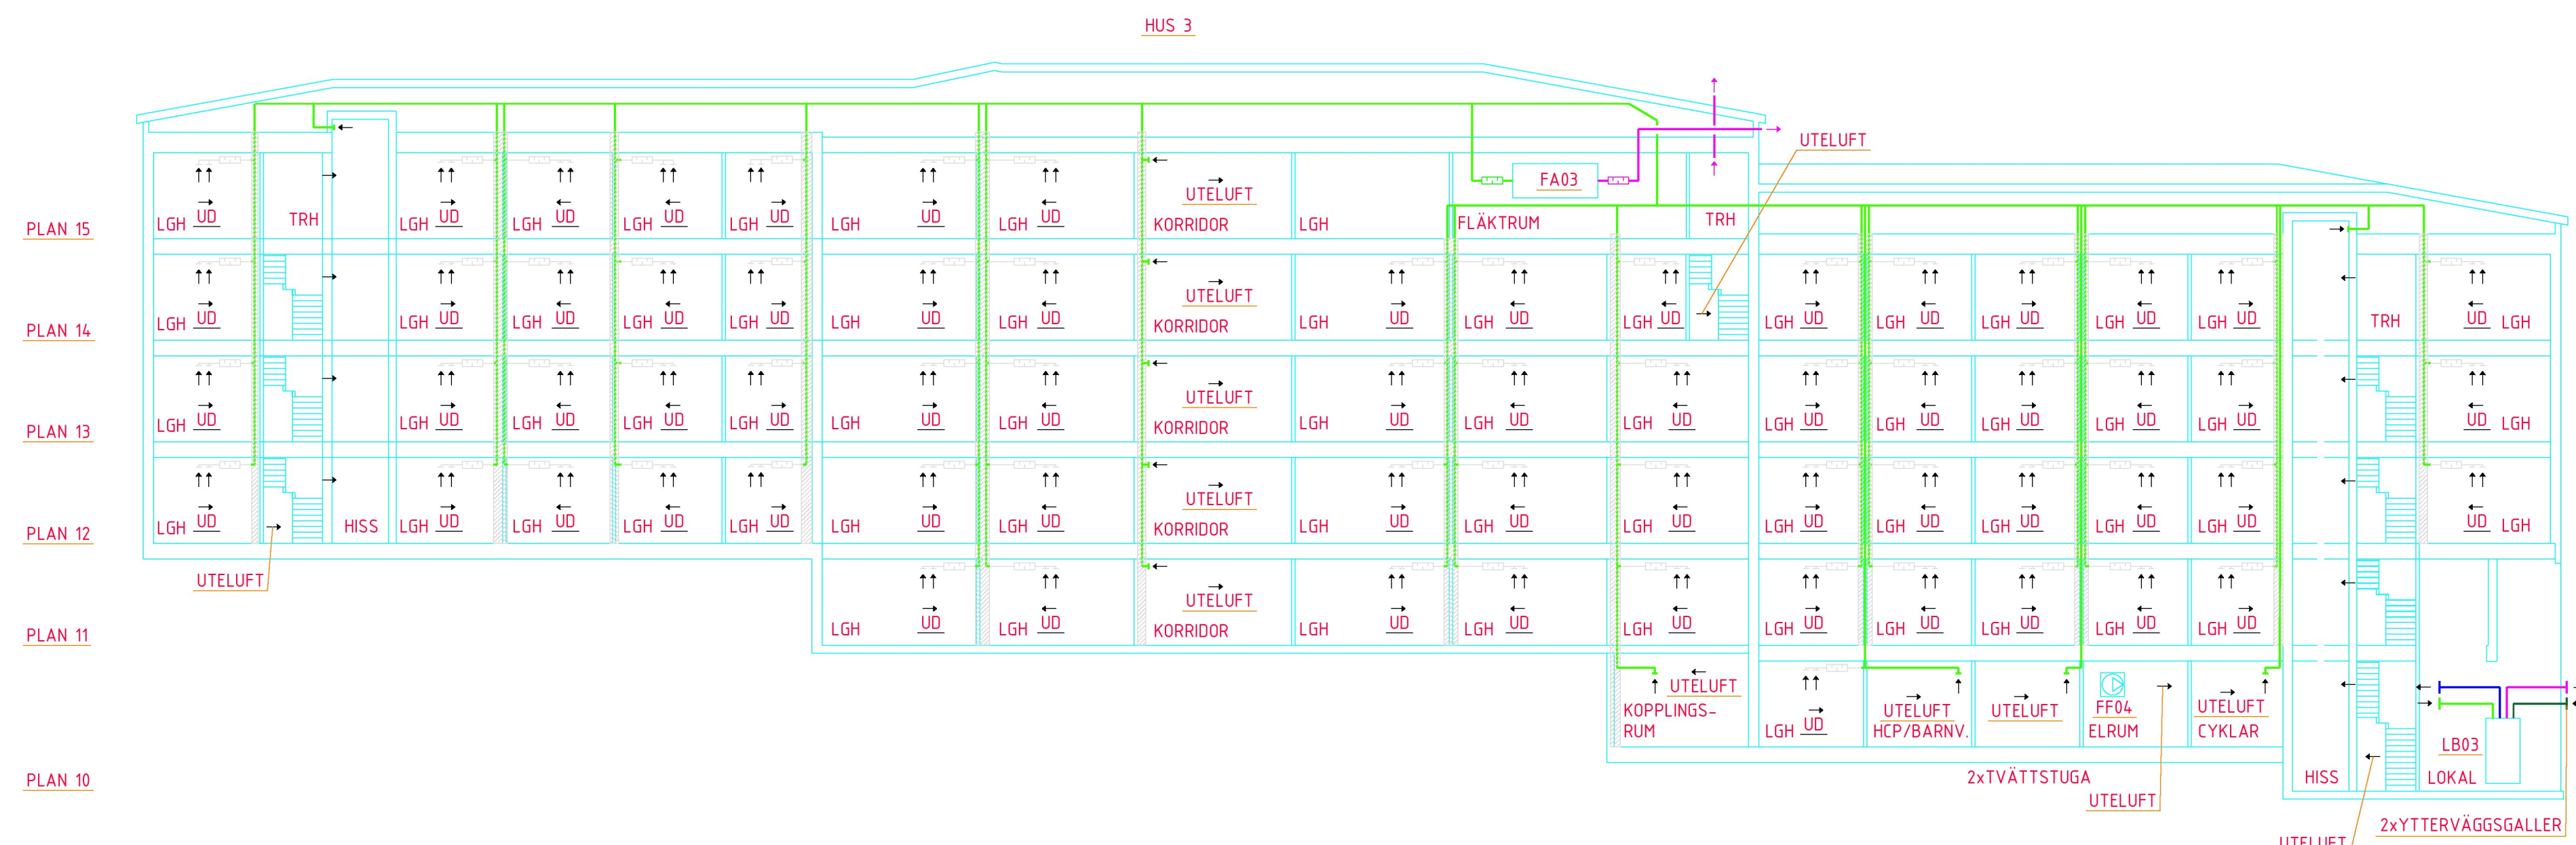 HUS 3
UTELUFT
PLAN 15
LGH UD TRH LGH UD LGH UD LGH UD LGH UD LGH UD LGH UD UTELUFT KORRIDOR LGH FA03 FLÄKTRUM TRH
PLAN 14
LGH UD LGH UD LGH UD LGH UD LGH UD LGH UD LGH UD UTELUFT KORRIDOR LGH UD LGH UD LGH UD LGH UD LGH UD LGH UD LGH UD LGH UD TRH UD LGH
PLAN 13
LGH UD LGH UD LGH UD LGH UD LGH UD LGH UD LGH UD UTELUFT KORRIDOR LGH UD LGH UD LGH UD LGH UD LGH UD LGH UD LGH UD LGH UD UD LGH
PLAN 12
LGH UD HISS LGH UD LGH UD LGH UD LGH UD LGH UD LGH UD UTELUFT KORRIDOR LGH UD LGH UD LGH UD LGH UD LGH UD LGH UD LGH UD LGH UD UD LGH
UTELUFT
PLAN 11
LGH UD LGH UD UTELUFT KORRIDOR LGH UD LGH UD LGH UD LGH UD LGH UD LGH UD LGH UD LGH UD
PLAN 10
UTELUFT
KOPPLINGS-
RUM
LGH UD
UTELUFT
HCP/BARNV.
UTELUFT
FF04
ELRUM
UTELUFT
CYKLAR
LB03
2xTVÄTTSTUGA
HISS
LOKAL
UTELUFT
2xYTTERVÄGGSGALLER
UTELUFT